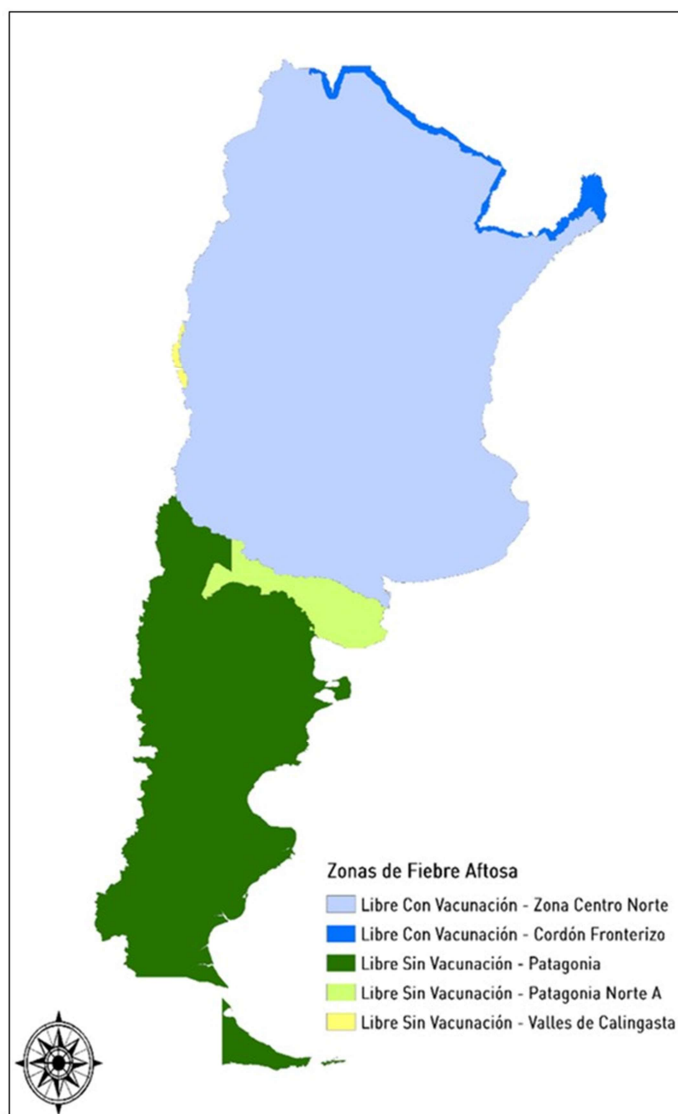 Zonas de Fiebre Aftosa
Libre Con Vacunación - Zona Centro Norte
Libre Con Vacunación - Cordón Fronterizo
Libre Sin Vacunación - Patagonia
Libre Sin Vacunación - Patagonia Norte A
Libre Sin Vacunación - Valles de Calingasta